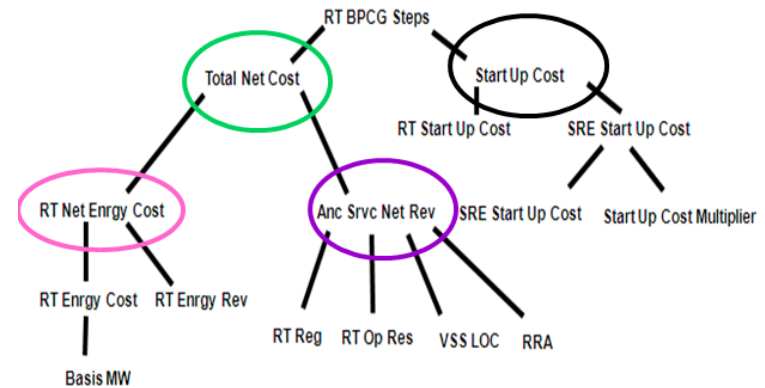 RT BPCG Steps
Total Net Cost
Start Up Cost
RT Start Up Cost
SRE Start Up Cost
RT Net Enrgy Cost
Anc Srvc Net Rev
SRE Start Up Cost
Start Up Cost Multiplier
RT Enrgy Cost
RT Enrgy Rev
RT Reg
RT Op Res
VSS LOC
RRA
Basis MW